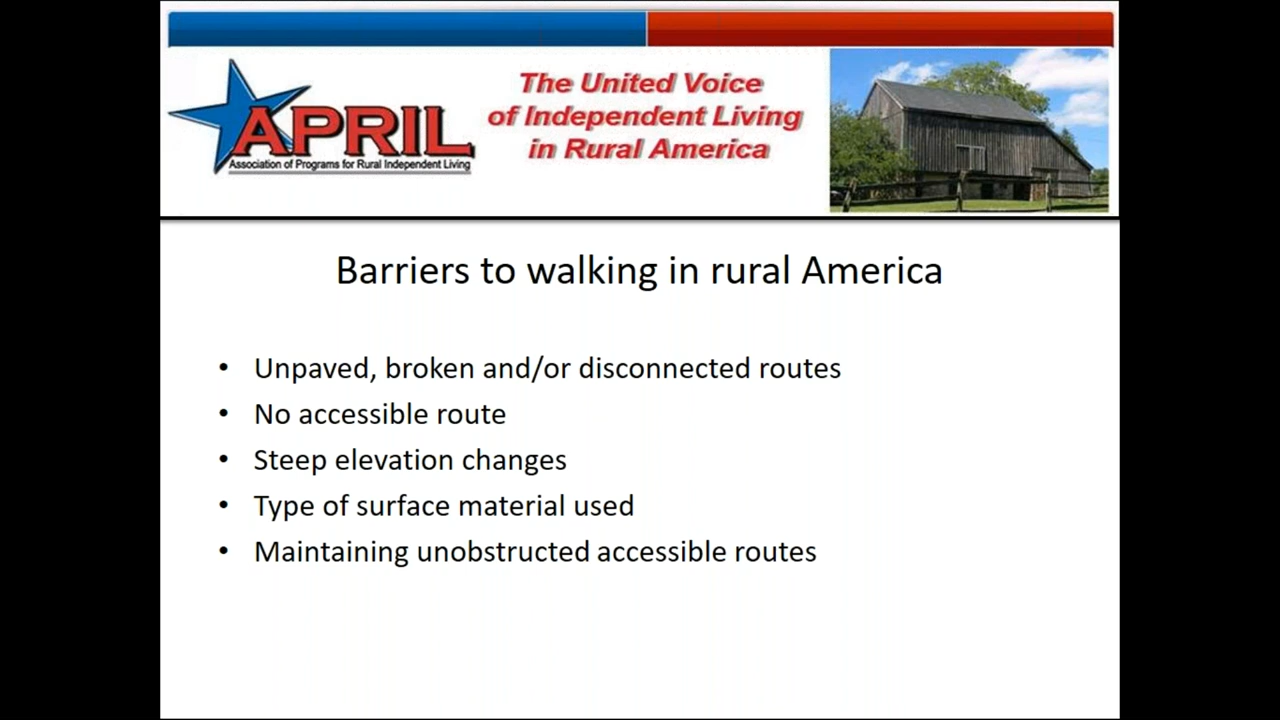 APRIL
Association of Programs for Rural Independent Living
The United Voice
of Independent Living
in Rural America
Barriers to walking in rural America
• Unpaved, broken and/or disconnected routes
• No accessible route
• Steep elevation changes
• Type of surface material used
• Maintaining unobstructed accessible routes